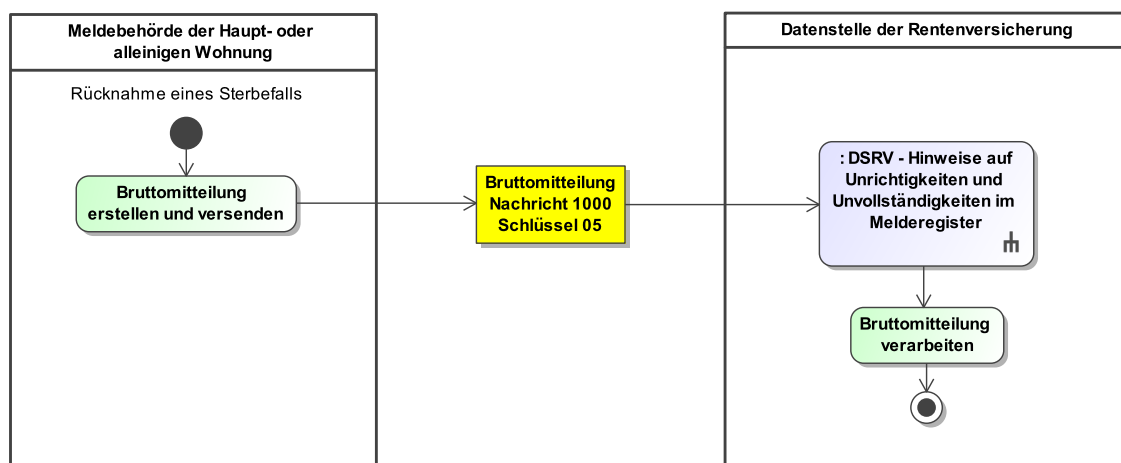 Meldebehörde der Haupt- oder
alleinigen Wohnung
Rücknahme eines Sterbefalls
Bruttomitteilung
erstellen und versenden
Bruttomitteilung
Nachricht 1000
Schlüssel 05
Datenstelle der Rentenversicherung
: DSRV - Hinweise auf
Unrichtigkeiten und
Unvollständigkeiten im
Melderegister
Bruttomitteilung
verarbeiten